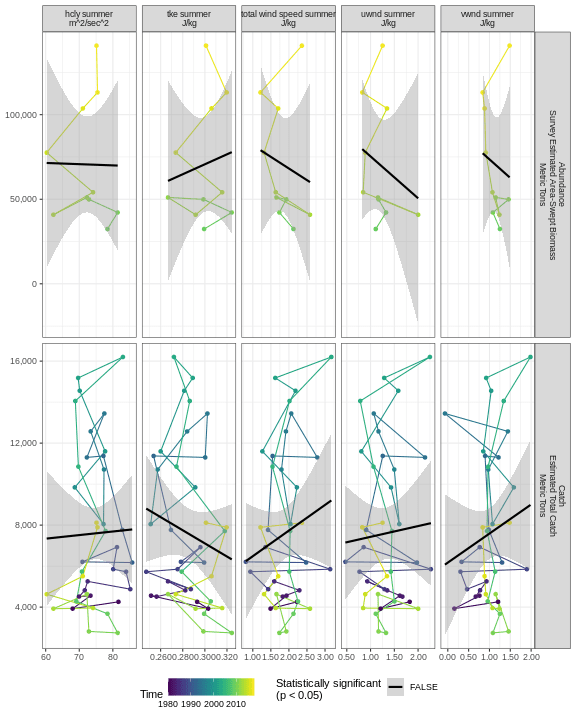 hdly summer
m^2/sec^2
tke summer
J/kg
total wind speed summer
J/kg
uwnd summer
J/kg
vwnd summer
J/kg
100,000
50,000
0
Abundance
Survey Estimated Area-Swept Biomass
Metric Tons
16,000
12,000
8,000
4,000
Catch
Estimated Total Catch
Metric Tons
60 70 80
0.260 0.280 0.300 0.320
1.00 1.50 2.00 2.50 3.00
0.50 1.00 1.50 2.00
0.00 0.50 1.00 1.50 2.00
Time
1980 1990 2000 2010
Statistically significant
(p < 0.05)
FALSE